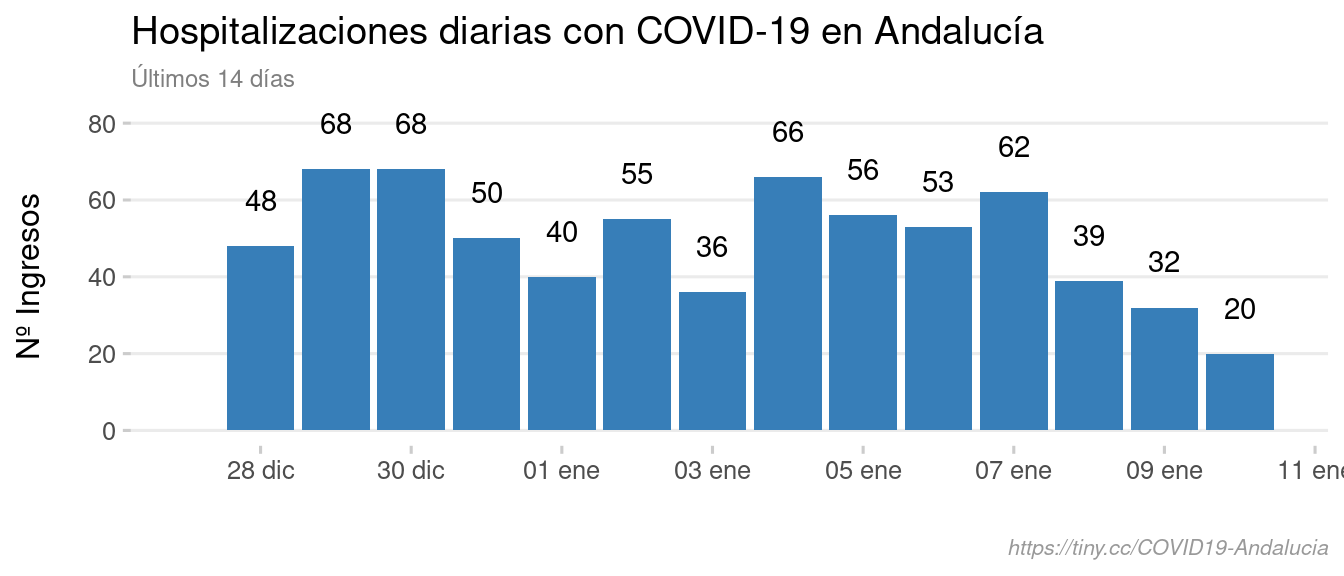 Hospitalizaciones diarias con COVID-19 en Andalucía
Últimos 14 días
Nº Ingresos
80
60
40
20
0
48
68
68
50
40
55
36
66
56
53
62
39
32
20
28 dic
30 dic
01 ene
03 ene
05 ene
07 ene
09 ene
11 ene
https://tiny.cc/COVID19-Andalucia